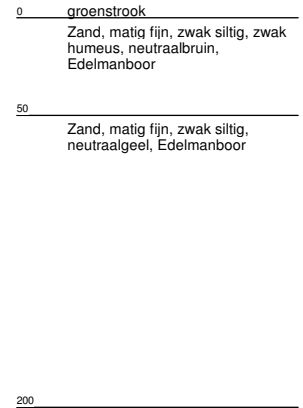 0 groenstrook
Zand, matig fijn, zwak siltig, zwak
humeus, neutraalbruin,
Edelmanboor
50
Zand, matig fijn, zwak siltig,
neutraalgeel, Edelmanboor
200